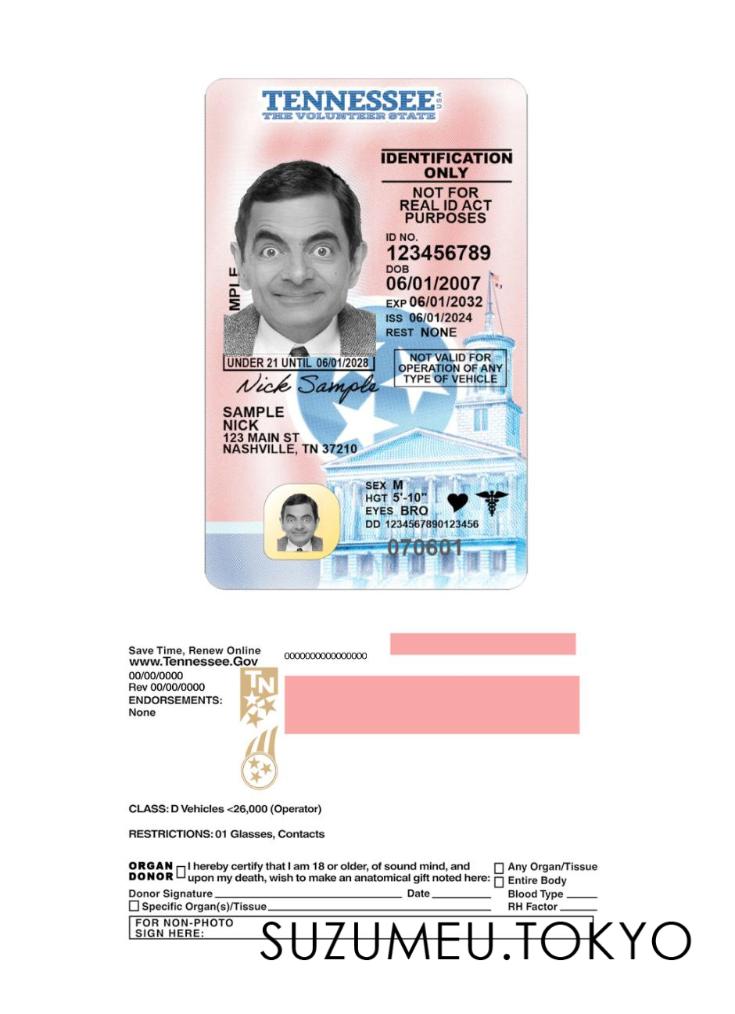 TENNESSEE USA
THE VOLUNTEER STATE
IDENTIFICATION
ONLY
NOT FOR
REAL ID ACT
PURPOSES
ID NO.
123456789
DOB
06/01/2007
EXP 06/01/2032
ISS 06/01/2024
REST NONE
MPLE
UNDER 21 UNTIL 06/01/2028
NOT VALID FOR
OPERATION OF ANY
TYPE OF VEHICLE
Nick Sample
SAMPLE
NICK
123 MAIN ST
NASHVILLE, TN 37210
SEX M
HGT 5'-10"
EYES BRO
DD 1234567890123456
070601
Save Time, Renew Online
www.Tennessee.Gov
0000000000000000
00/00/0000
Rev 00/00/0000
ENDORSEMENTS:
None
TN
CLASS: D Vehicles <26,000 (Operator)
RESTRICTIONS: 01 Glasses, Contacts
ORGAN
DONOR
I hereby certify that I am 18 or older, of sound mind, and
upon my death, wish to make an anatomical gift noted here:
Any Organ/Tissue
Entire Body
Donor Signature Date Blood Type
Specific Organ(s)/Tissue RH Factor
FOR NON-PHOTO
SIGN HERE:
SUZUMEU.TOKYO